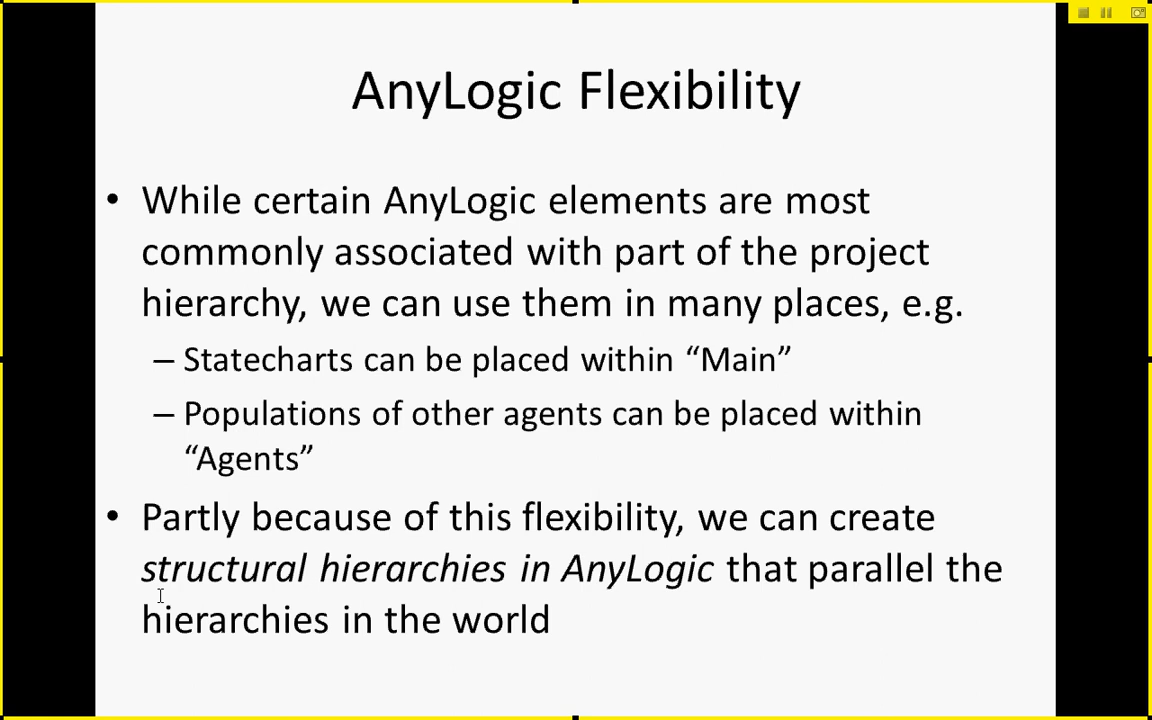 AnyLogic Flexibility
• While certain AnyLogic elements are most
commonly associated with part of the project
hierarchy, we can use them in many places, e.g.
– Statecharts can be placed within “Main”
– Populations of other agents can be placed within
“Agents”
• Partly because of this flexibility, we can create
structural hierarchies in AnyLogic that parallel the
hierarchies in the world